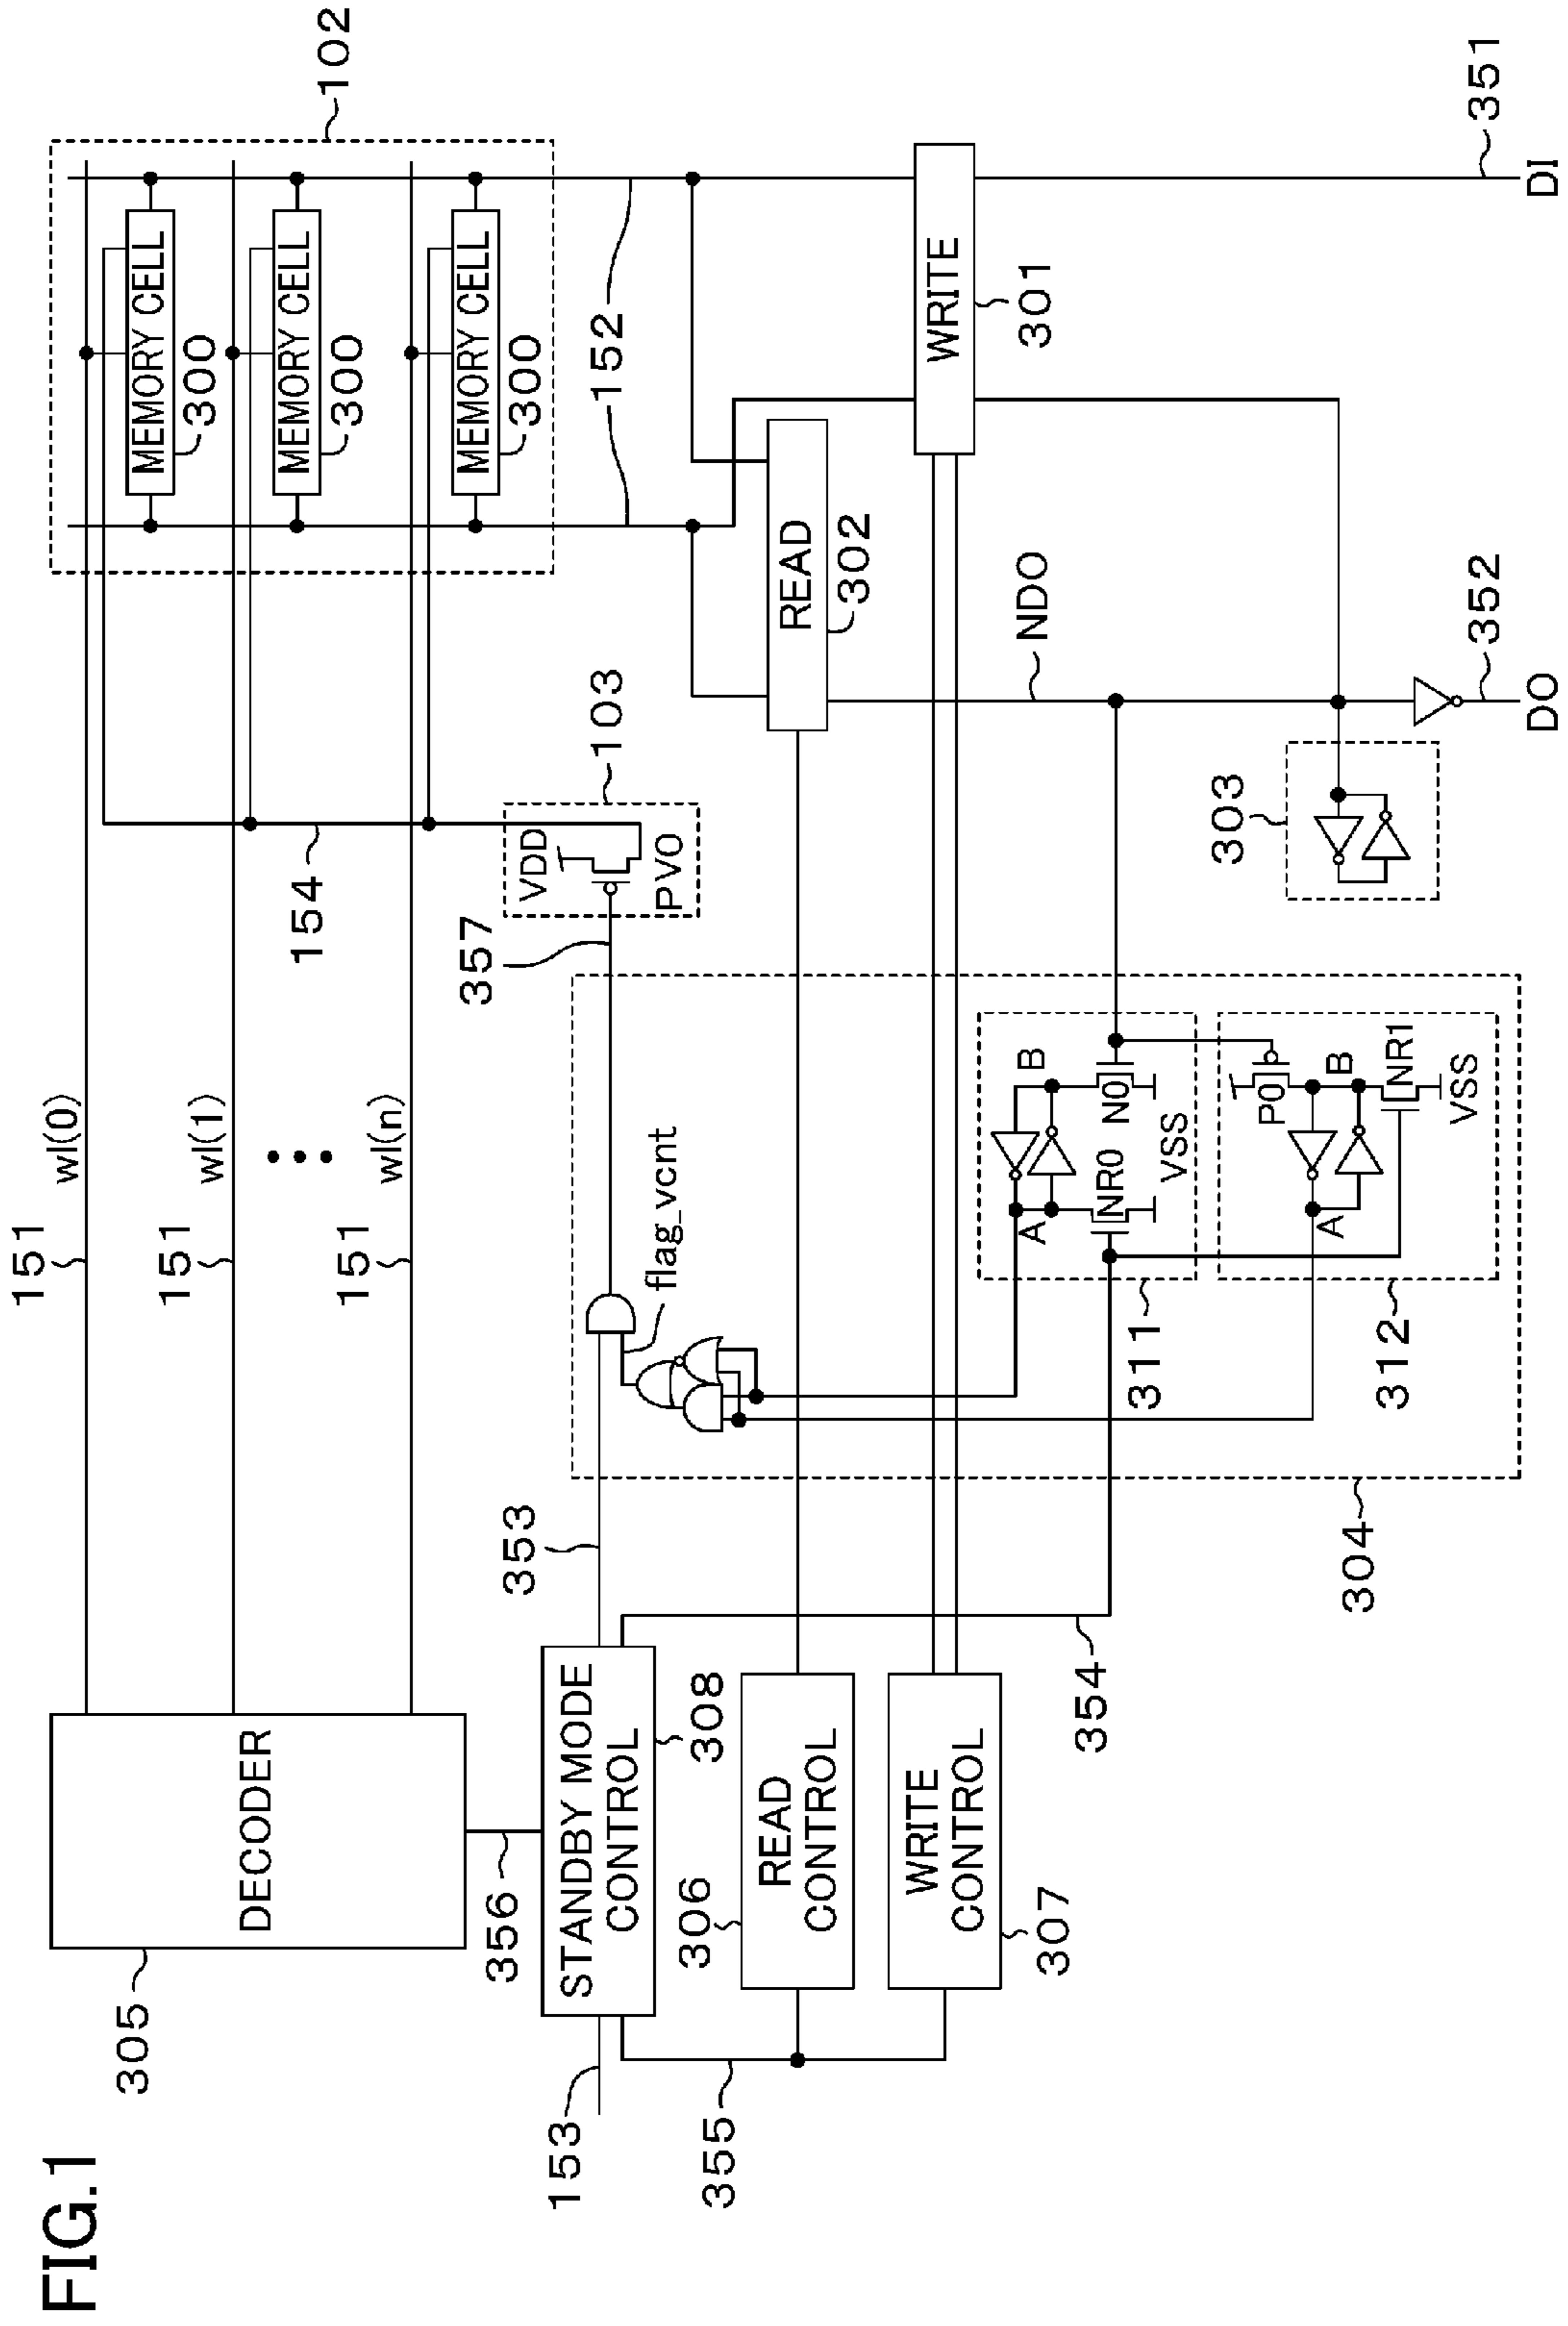 FIG.1
305
DECODER
151
wl(0)
151
wl(1)
151
wl(n)
154
102
MEMORY CELL
300
MEMORY CELL
300
MEMORY CELL
300
152
356
153
STANDBY MODE
CONTROL
308
353
357
VDD
PV0
103
flag_vcnt
355
306
READ
CONTROL
READ
302
307
WRITE
CONTROL
WRITE
301
354
NDO
A
B
NR0
N0
VSS
311
P0
A
B
NR1
VSS
312
304
303
352
DO
351
DI